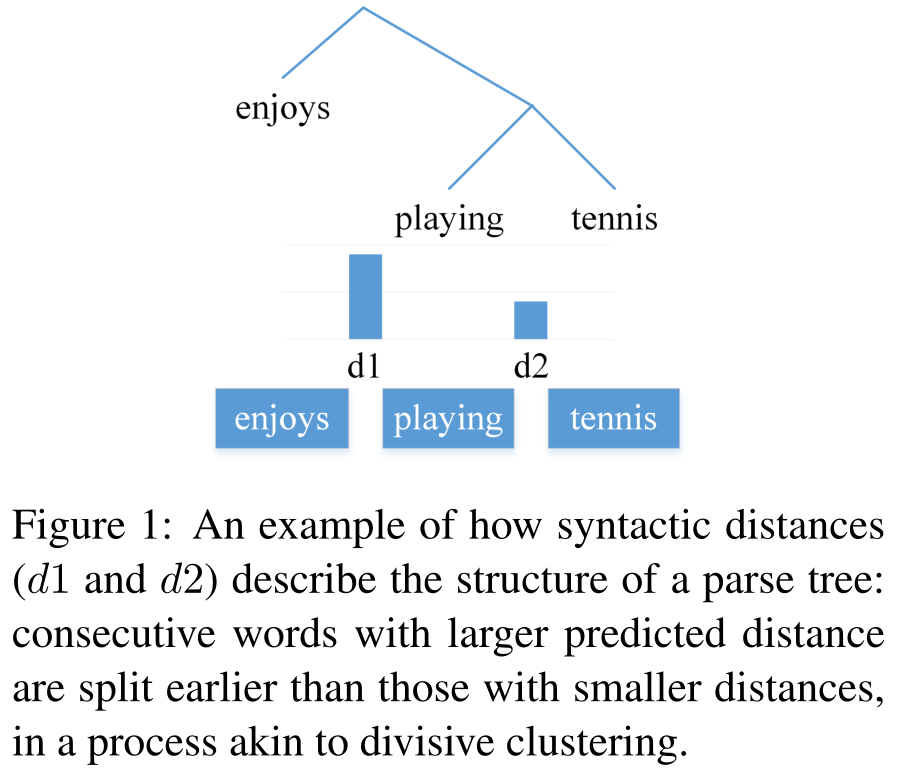 enjoys
playing tennis
d1 d2
enjoys playing tennis
Figure 1: An example of how syntactic distances
(d1 and d2) describe the structure of a parse tree:
consecutive words with larger predicted distance
are split earlier than those with smaller distances,
in a process akin to divisive clustering.